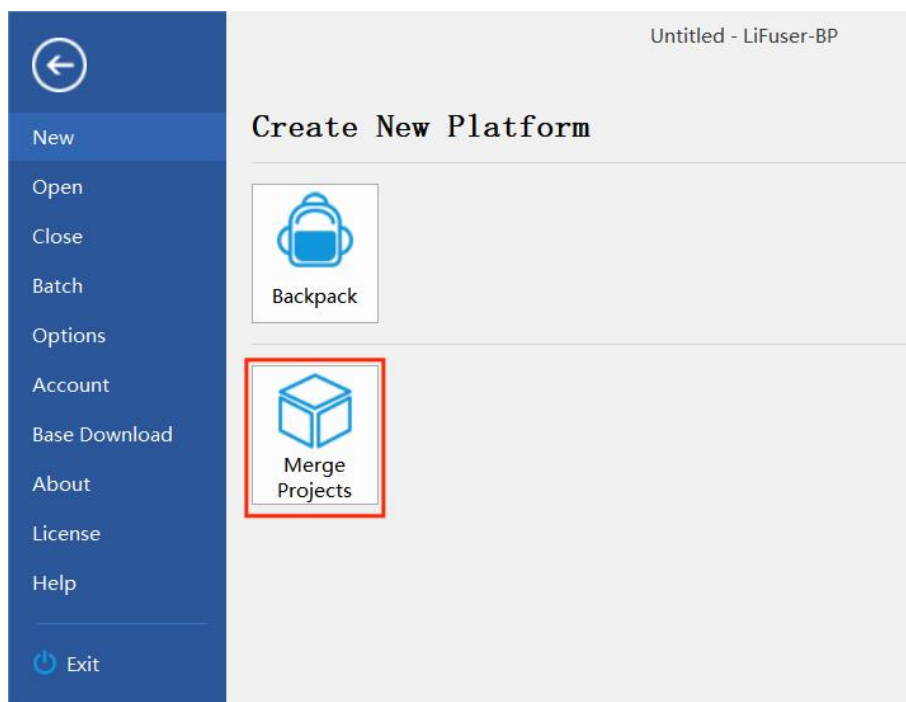 Untitled - LiFuser-BP
New
Open
Close
Batch
Options
Account
Base Download
About
License
Help
Exit
Create New Platform
Backpack
Merge
Projects